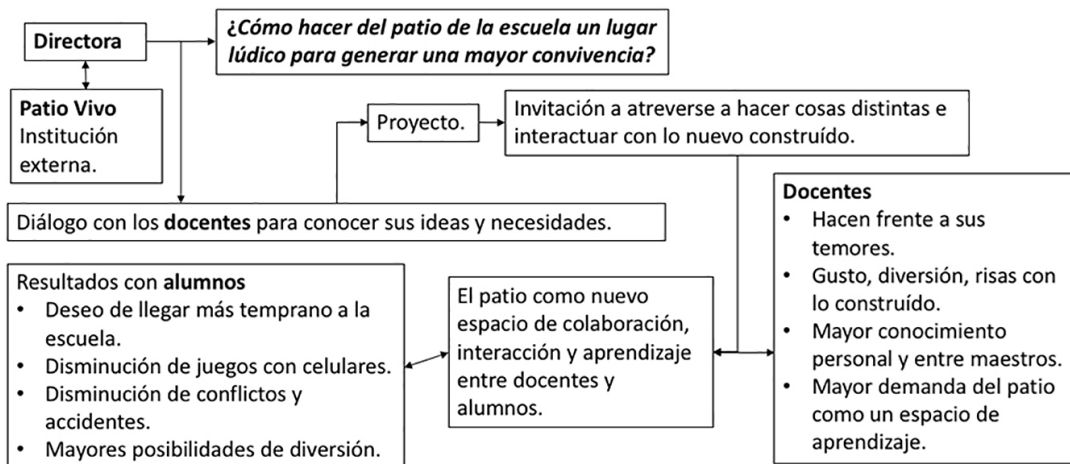 Directora
¿Cómo hacer del patio de la escuela un lugar
lúdico para generar una mayor convivencia?
Patio Vivo
Institución
externa.
Proyecto.
Invitación a atreverse a hacer cosas distintas e
interactuar con lo nuevo construído.
Diálogo con los docentes para conocer sus ideas y necesidades.
Docentes
• Hacen frente a sus
temores.
• Gusto, diversión, risas con
lo construído.
• Mayor conocimiento
personal y entre maestros.
• Mayor demanda del patio
como un espacio de
aprendizaje.
El patio como nuevo
espacio de colaboración,
interacción y aprendizaje
entre docentes y
alumnos.
Resultados con alumnos
• Deseo de llegar más temprano a la
escuela.
• Disminución de juegos con celulares.
• Disminución de conflictos y
accidentes.
• Mayores posibilidades de diversión.